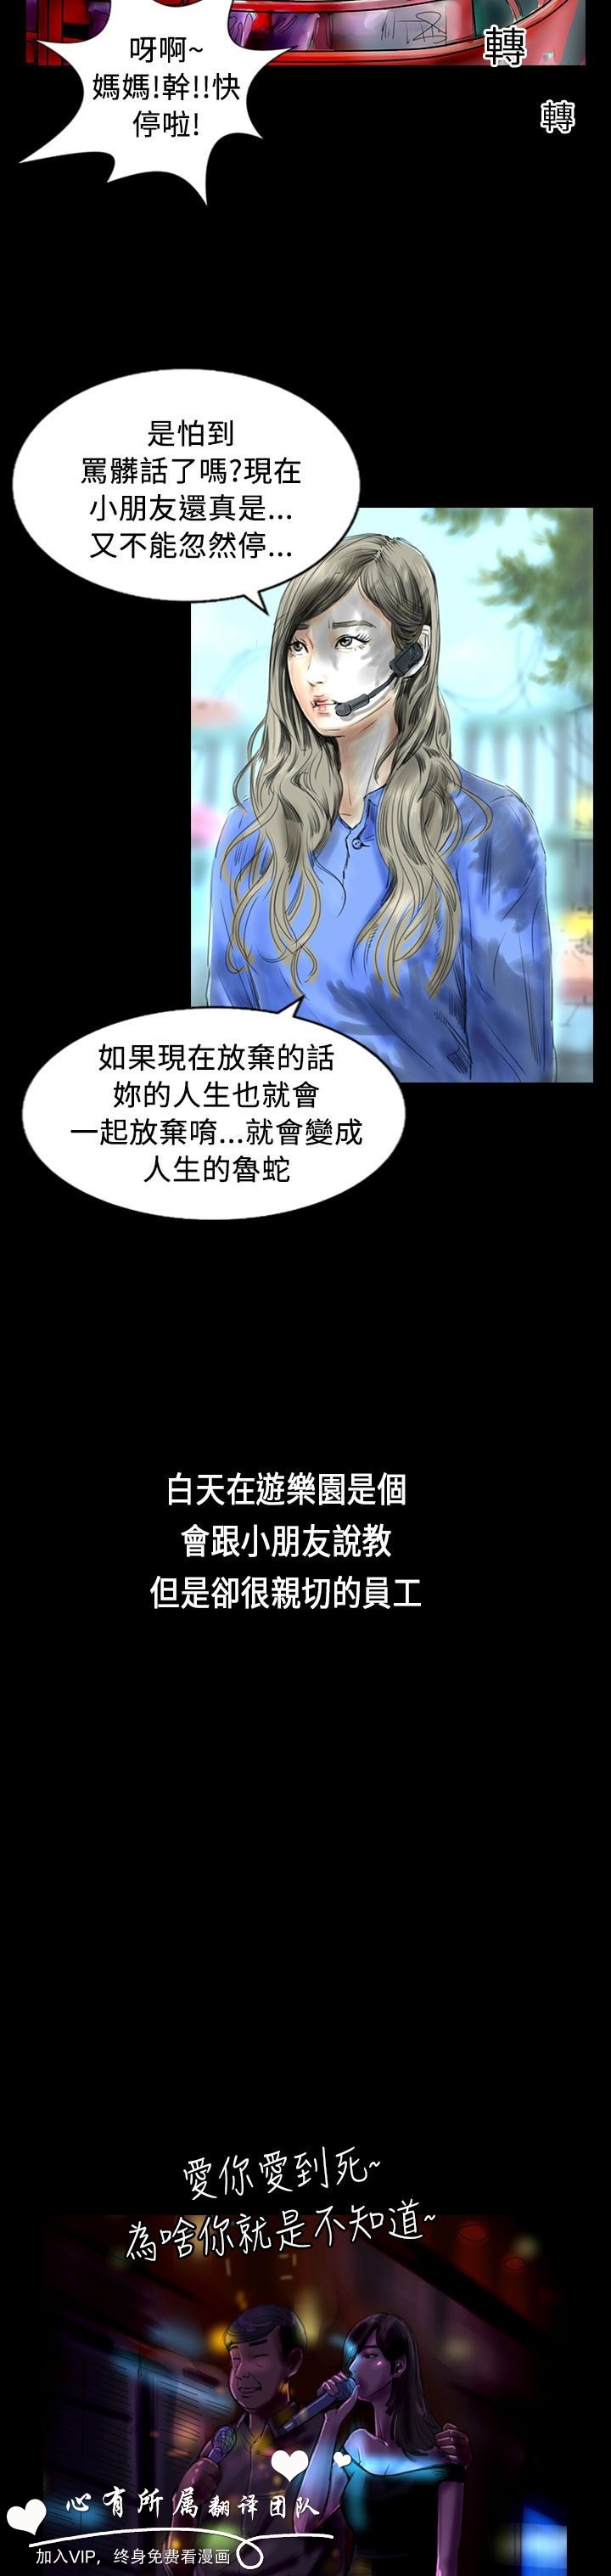 呀啊~
媽媽!幹!!快
停啦!
轉
轉
是怕到
罵髒話了嗎?現在
小朋友還真是...
又不能忽然停...
如果現在放棄的話
妳的人生也就會
一起放棄唷...就會變成
人生的魯蛇
白天在遊樂園是個
會跟小朋友說教
但是卻很親切的員工
愛你愛到死~
為啥你就是不知道~
心有所属翻译团队
加入VIP，终身免费看漫画